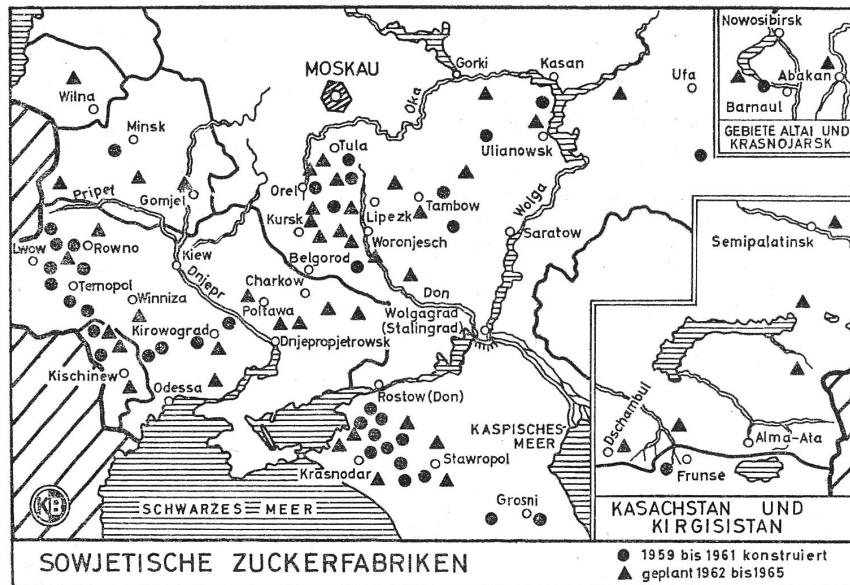 Nowosibirsk
Abakan
Barnaul
GEBIETE ALTAI UND
KRASNOJARSK
MOSKAU
Gorki
Kasan
Ufa
Oka
Wilna
Minsk
Tula
Ulianowsk
Pripet
Gomjel
Orel
Kursk
Lipezk
Tambow
Wolga
Saratow
Woronjesch
Lwow
Rowno
Kiew
Belgorod
Semipalatinsk
Ternopol
Winniza
Dnjepr
Charkow
Poltawa
Don
Wolgagrad
(Stalingrad)
Kirowograd
Dnjepropjetrowsk
Kischinew
Odessa
Rostow (Don)
KASPISCHES-
MEER
Dschambul
Alma-Ata
Frunse
Krasnodar
Stawropol
Grosni
KB
SCHWARZES MEER
KASACHSTAN UND
KIRGISISTAN
SOWJETISCHE ZUCKERFABRIKEN
1959 bis 1961 konstruiert
geplant 1962 bis 1965